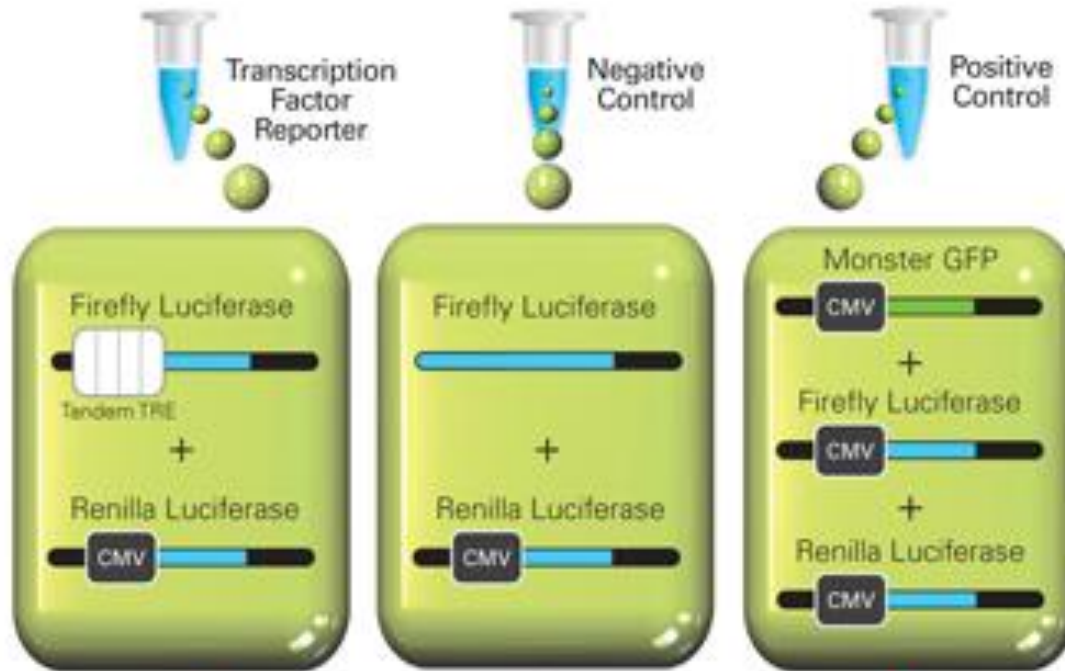 Transcription
Factor
Reporter
Negative
Control
Positive
Control
Firefly Luciferase
Tandem TRE
+
Renilla Luciferase
CMV
Firefly Luciferase
+
Renilla Luciferase
CMV
Monster GFP
CMV
+
Firefly Luciferase
CMV
+
Renilla Luciferase
CMV